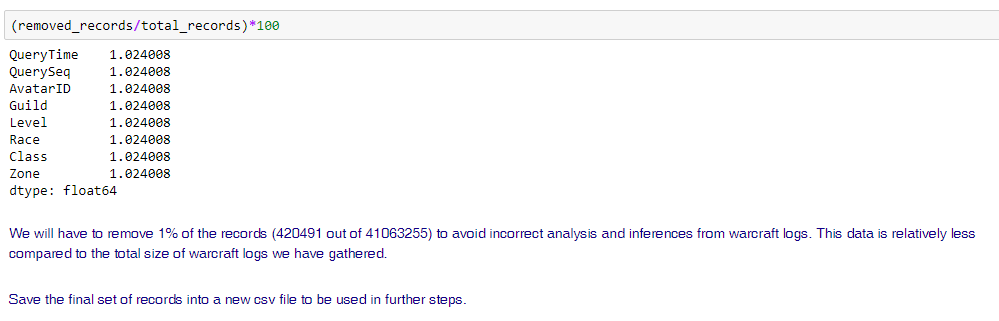 (removed_records/total_records)*100
QueryTime 1.024008
QuerySeq 1.024008
AvatarID 1.024008
Guild 1.024008
Level 1.024008
Race 1.024008
Class 1.024008
Zone 1.024008
dtype: float64
We will have to remove 1% of the records (420491 out of 41063255) to avoid incorrect analysis and inferences from warcraft logs. This data is relatively less
compared to the total size of warcraft logs we have gathered.
Save the final set of records into a new csv file to be used in further steps.